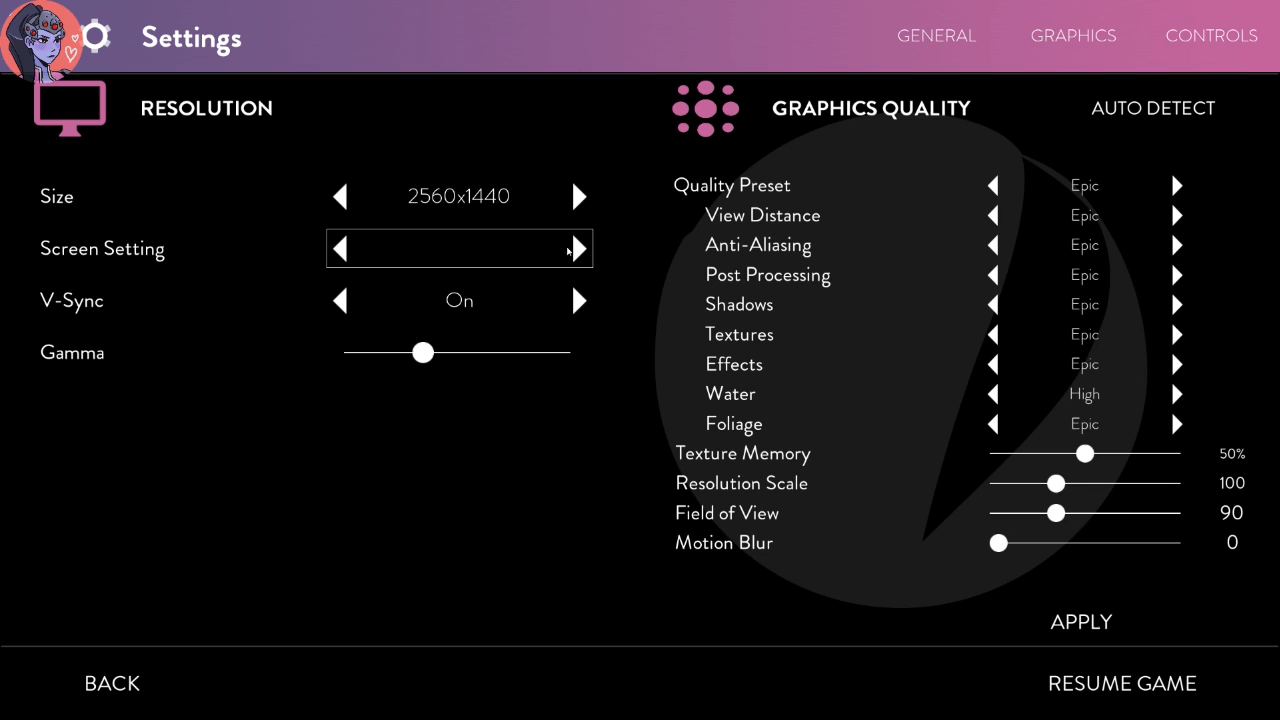 Settings
GENERAL GRAPHICS CONTROLS
RESOLUTION
Size 2560x1440
Screen Setting
V-Sync On
Gamma
GRAPHICS QUALITY AUTO DETECT
Quality Preset Epic
View Distance Epic
Anti-Aliasing Epic
Post Processing Epic
Shadows Epic
Textures Epic
Effects Epic
Water High
Foliage Epic
Texture Memory 50%
Resolution Scale 100
Field of View 90
Motion Blur 0
APPLY
BACK
RESUME GAME